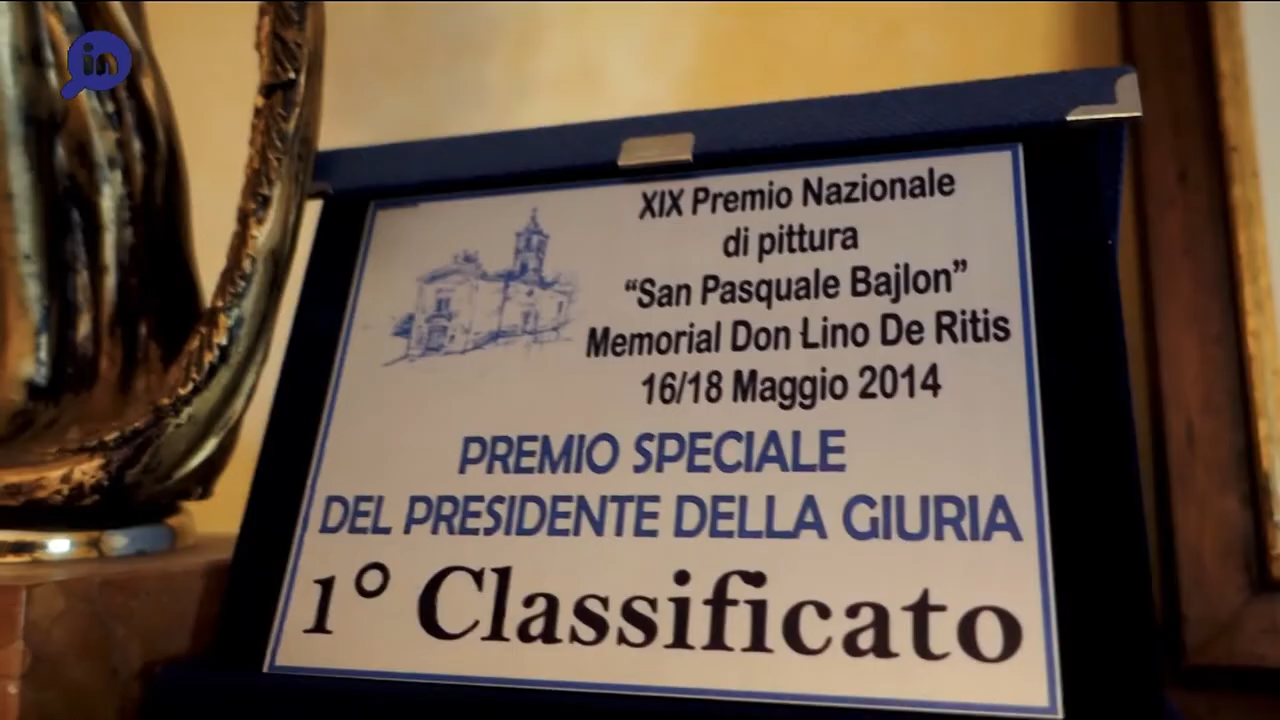 in
XIX Premio Nazionale
di pittura
“San Pasquale Bajlon”
Memorial Don Lino De Ritis
16/18 Maggio 2014
PREMIO SPECIALE
DEL PRESIDENTE DELLA GIURIA
1° Classificato